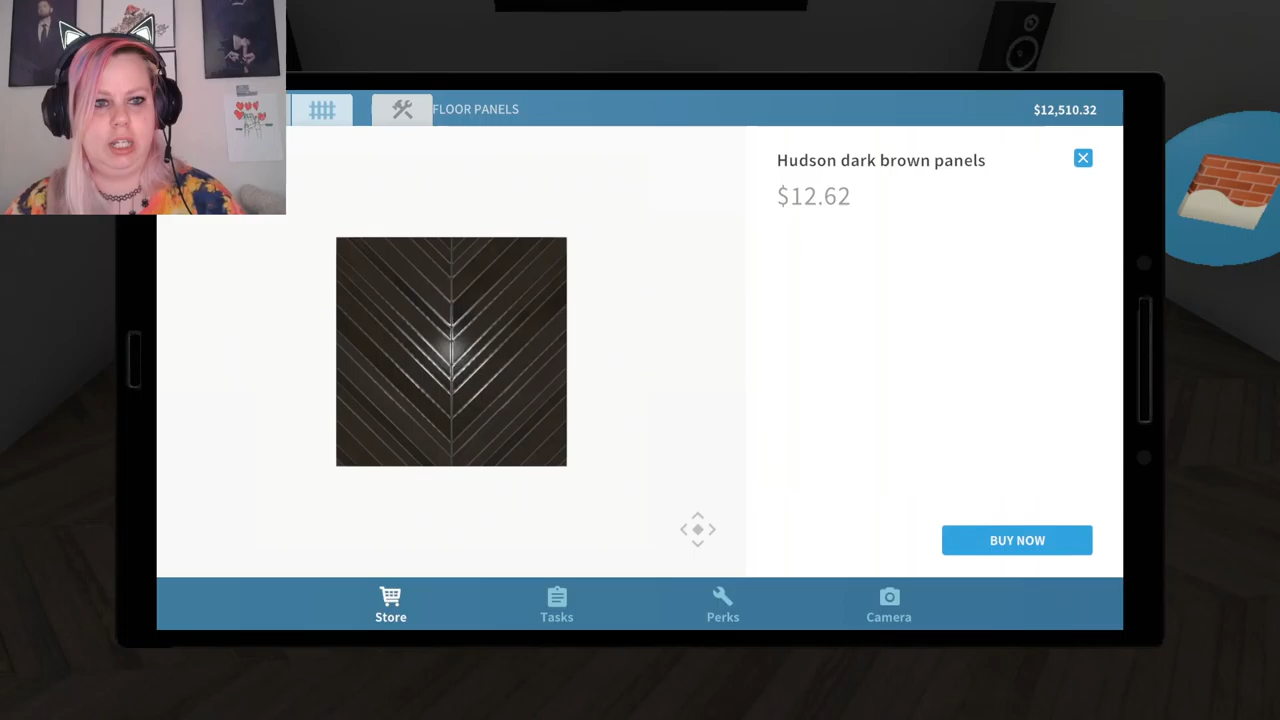 FLOOR PANELS
$12,510.32
Hudson dark brown panels
$12.62
BUY NOW
Store
Tasks
Perks
Camera